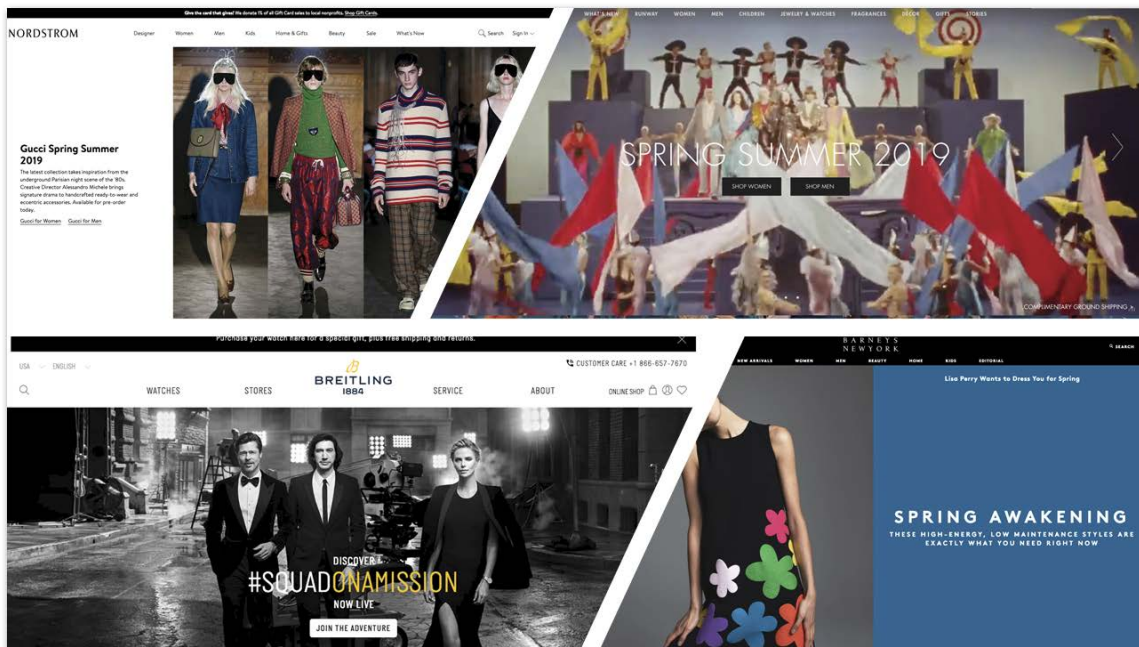 Give the card that gives! We donate 1% of all Gift Card sales to local nonprofits. Shop Gift Cards.
NORDSTROM
Designer Women Men Kids Home & Gifts Beauty Sale What's Now
Search Sign In
Gucci Spring Summer
2019
The latest collection takes inspiration from the
underground Parisian night scene of the '80s.
Creative Director Alessandro Michele brings
signature drama to handcrafted ready-to-wear and
eccentric accessories. Available for pre-order
today.
Gucci for Women Gucci for Men
WHAT'S NEW RUNWAY WOMEN MEN CHILDREN JEWELRY & WATCHES FRAGRANCES DÉCOR GIFTS STORIES
SPRING SUMMER 2019
SHOP WOMEN SHOP MEN
COMPLIMENTARY GROUND SHIPPING
Purchase your watch here for a special gift, plus free shipping and returns.
USA ENGLISH
CUSTOMER CARE +1 866-657-7670
B
BREITLING
1884
WATCHES STORES SERVICE ABOUT ONLINE SHOP
DISCOVER
#SQUADONAMISSION
NOW LIVE
JOIN THE ADVENTURE
BARNEYS
NEW YORK
SEARCH
NEW ARRIVALS WOMEN MEN BEAUTY HOME KIDS EDITORIAL
Lisa Perry Wants to Dress You for Spring
SPRING AWAKENING
THESE HIGH-ENERGY, LOW MAINTENANCE STYLES ARE
EXACTLY WHAT YOU NEED RIGHT NOW